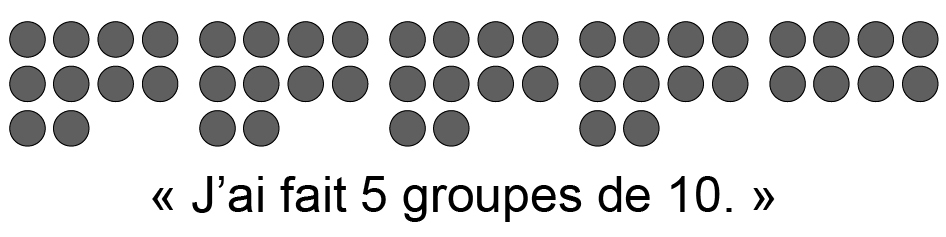 « J’ai fait 5 groupes de 10. »